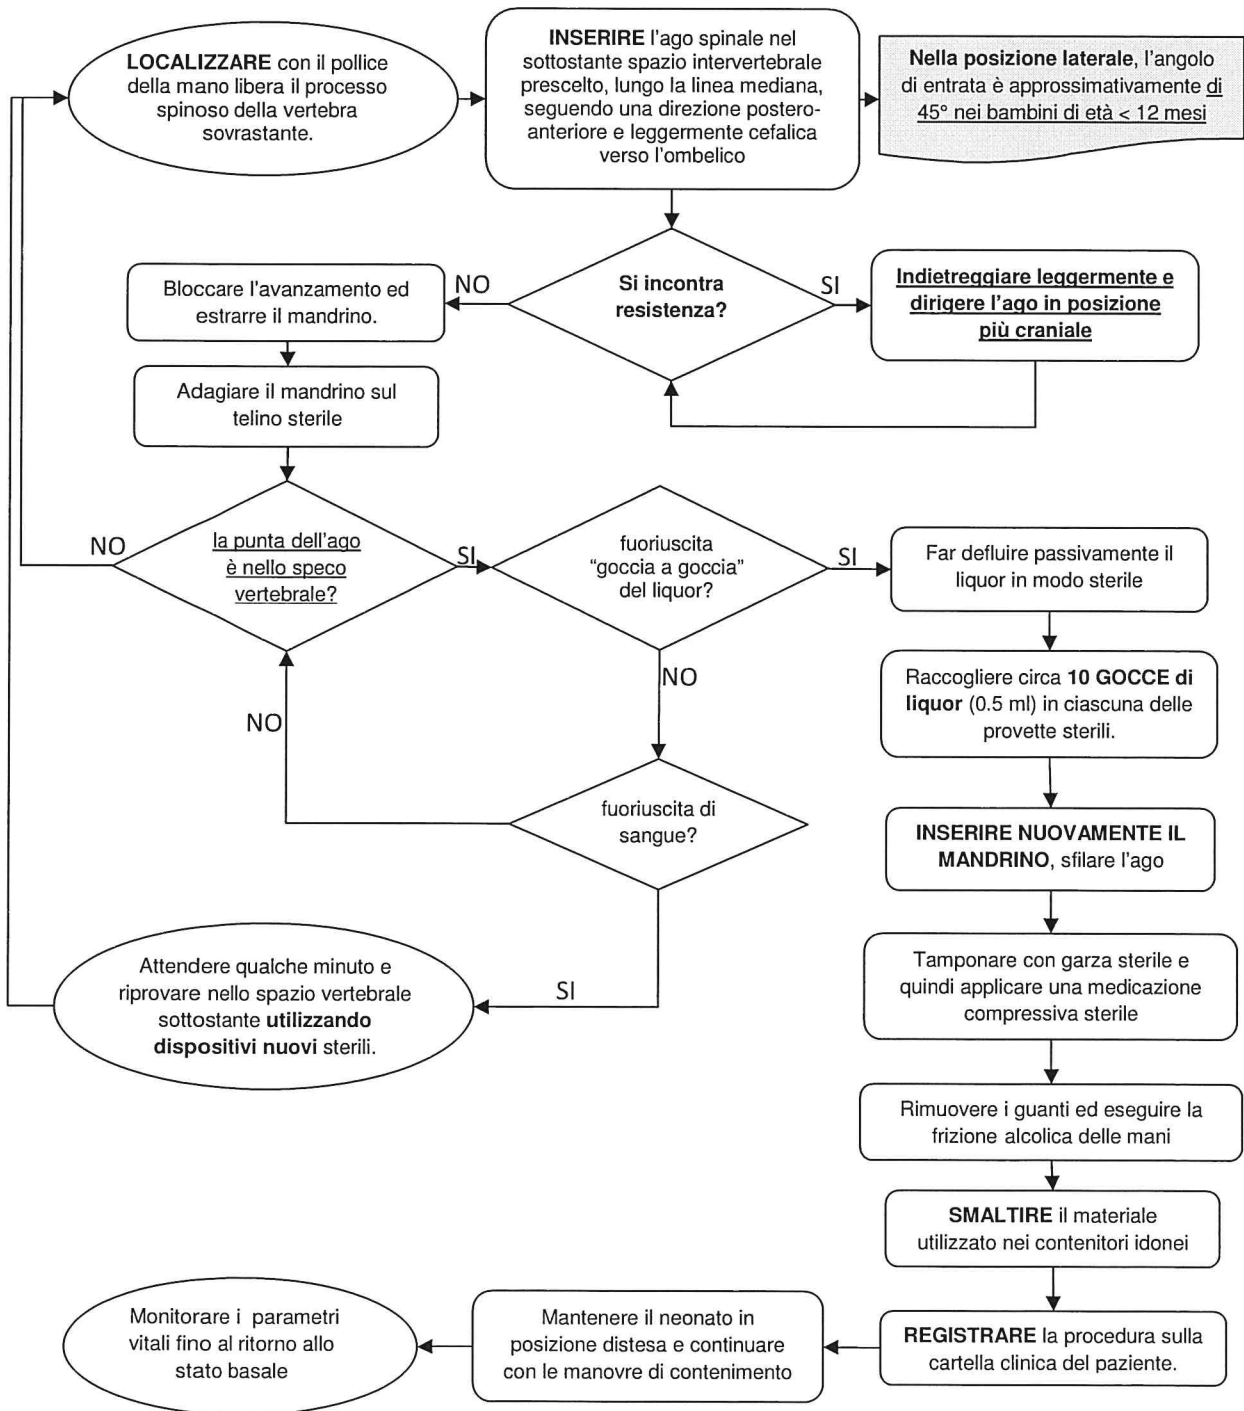 LOCALIZZARE con il pollice
della mano libera il processo
spinoso della vertebra
sovrastante.
INSERIRE l'ago spinale nel
sottostante spazio intervertebrale
prescelto, lungo la linea mediana,
seguendo una direzione postero-
anteriore e leggermente cefalica
verso l'ombelico
Nella posizione laterale, l'angolo
di entrata è approssimativamente di
45° nei bambini di età < 12 mesi
Si incontra
resistenza?
NO
SI
Indietreggiare leggermente e
dirigere l'ago in posizione
più craniale
Bloccare l'avanzamento ed
estrarre il mandrino.
Adagiare il mandrino sul
telino sterile
la punta dell'ago
è nello speco
vertebrale?
NO
SI
fuoriuscita
"goccia a goccia"
del liquor?
SI
NO
Far defluire passivamente il
liquor in modo sterile
Raccogliere circa 10 GOCCE di
liquor (0.5 ml) in ciascuna delle
provette sterili.
fuoriuscita di
sangue?
NO
SI
INSERIRE NUOVAMENTE IL
MANDRINO, sfilare l'ago
Attendere qualche minuto e
riprovare nello spazio vertebrale
sottostante utilizzando
dispositivi nuovi sterili.
Tamponare con garza sterile e
quindi applicare una medicazione
compressiva sterile
Rimuovere i guanti ed eseguire la
frizione alcolica delle mani
SMALTIRE il materiale
utilizzato nei contenitori idonei
REGISTRARE la procedura sulla
cartella clinica del paziente.
Mantenere il neonato in
posizione distesa e continuare
con le manovre di contenimento
Monitorare i parametri
vitali fino al ritorno allo
stato basale